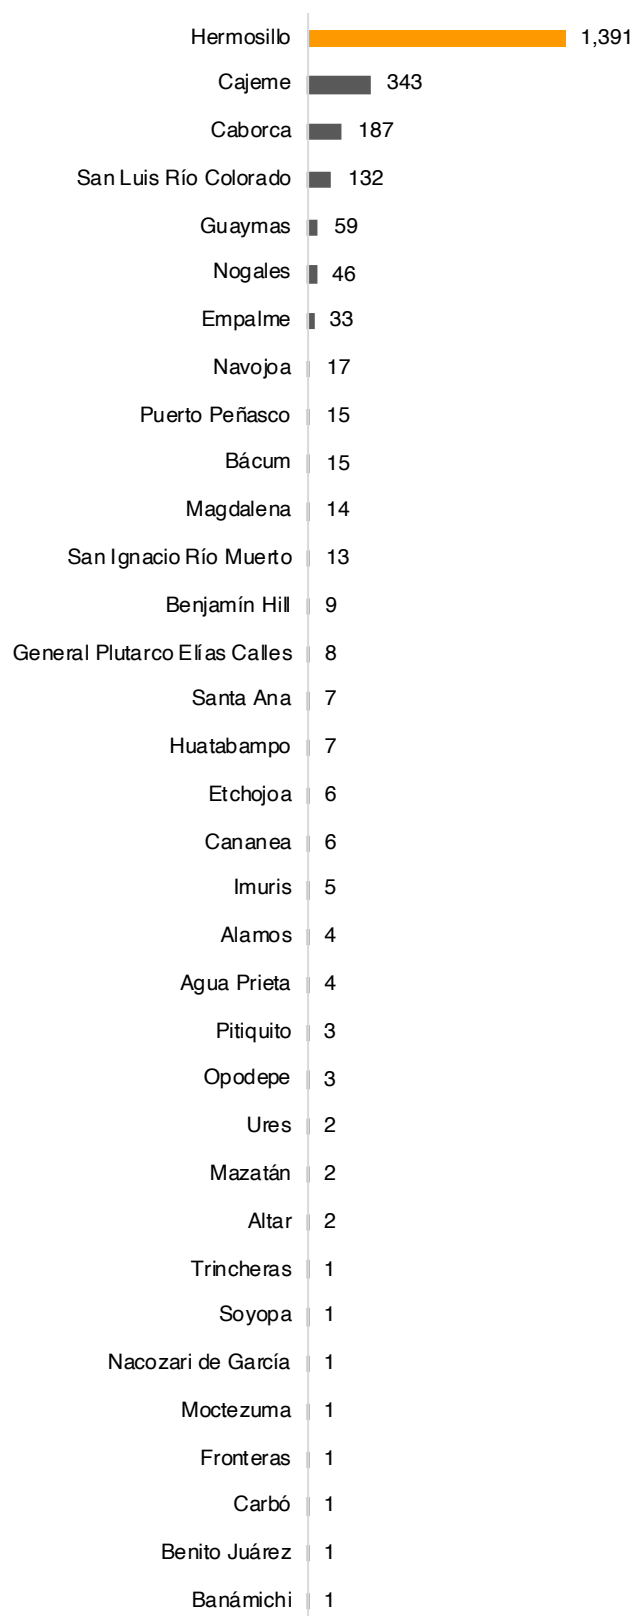 Hermosillo 1,391
Cajeme 343
Caborca 187
San Luis Río Colorado 132
Guaymas 59
Nogales 46
Empalme 33
Navojoa 17
Puerto Peñasco 15
Bácum 15
Magdalena 14
San Ignacio Río Muerto 13
Benjamín Hill 9
General Plutarco Elías Calles 8
Santa Ana 7
Huatabampo 7
Etchojoa 6
Cananea 6
Imuris 5
Alamos 4
Agua Prieta 4
Pitiquito 3
Opodepe 3
Ures 2
Mazatán 2
Altar 2
Trincheras 1
Soyopa 1
Nacozari de García 1
Moctezuma 1
Fronteras 1
Carbó 1
Benito Juárez 1
Banámichi 1